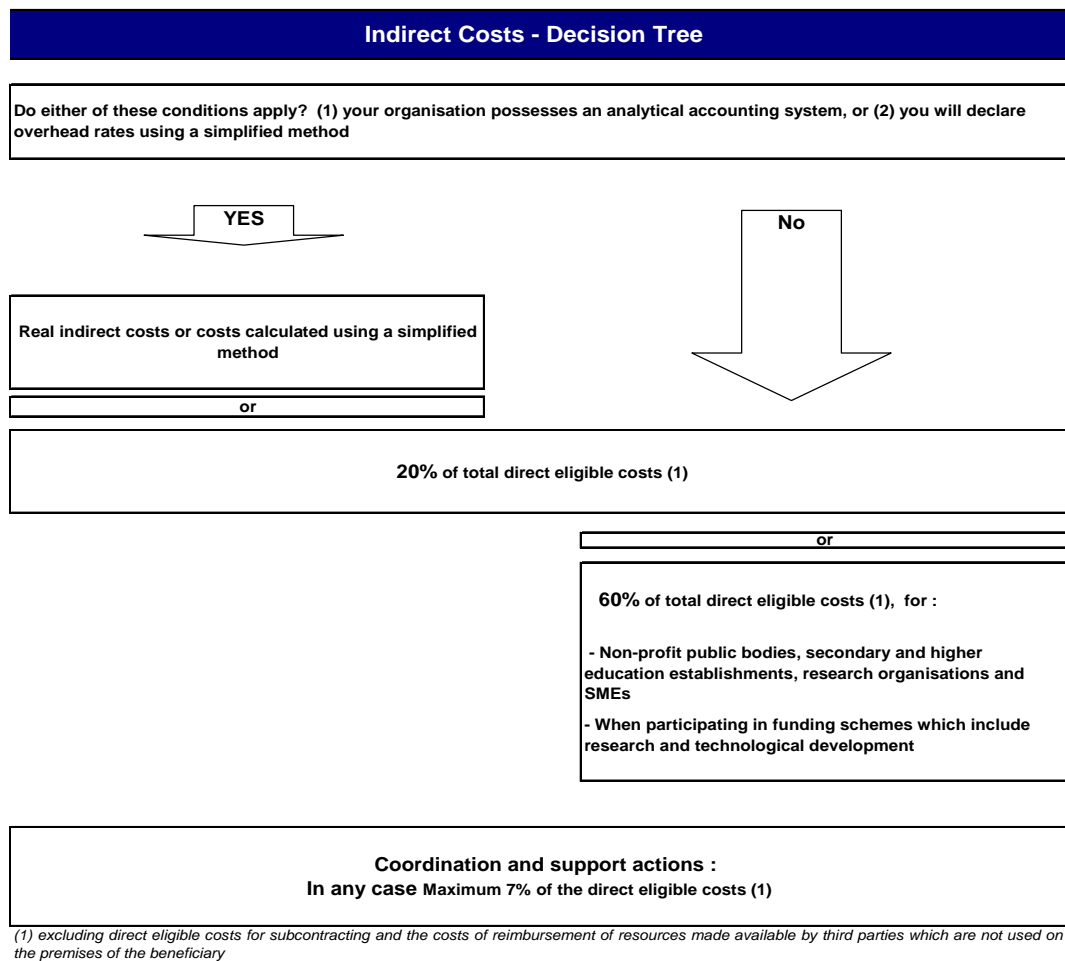 Indirect Costs - Decision Tree
Do either of these conditions apply?  (1) your organisation possesses an analytical accounting system, or (2) you will declare
overhead rates using a simplified method
YES
No
Real indirect costs or costs calculated using a simplified
method
or
20% of total direct eligible costs (1)
or
60% of total direct eligible costs (1),  for :
- Non-profit public bodies, secondary and higher
education establishments, research organisations and
SMEs
- When participating in funding schemes which include
research and technological development
Coordination and support actions :
In any case Maximum 7% of the direct eligible costs (1)
(1) excluding direct eligible costs for subcontracting and the costs of reimbursement of resources made available by third parties which are not used on
the premises of the beneficiary